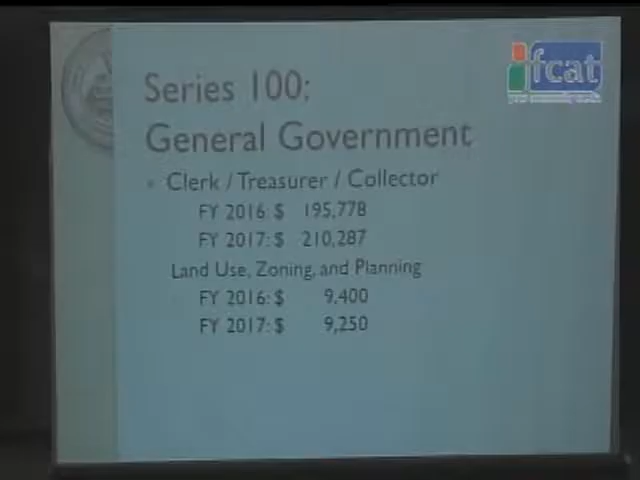 fcat
Series 100:
General Government
Clerk / Treasurer / Collector
FY 2016: $ 195,778
FY 2017: $ 210,287
Land Use, Zoning, and Planning
FY 2016: $ 9,400
FY 2017: $ 9,250